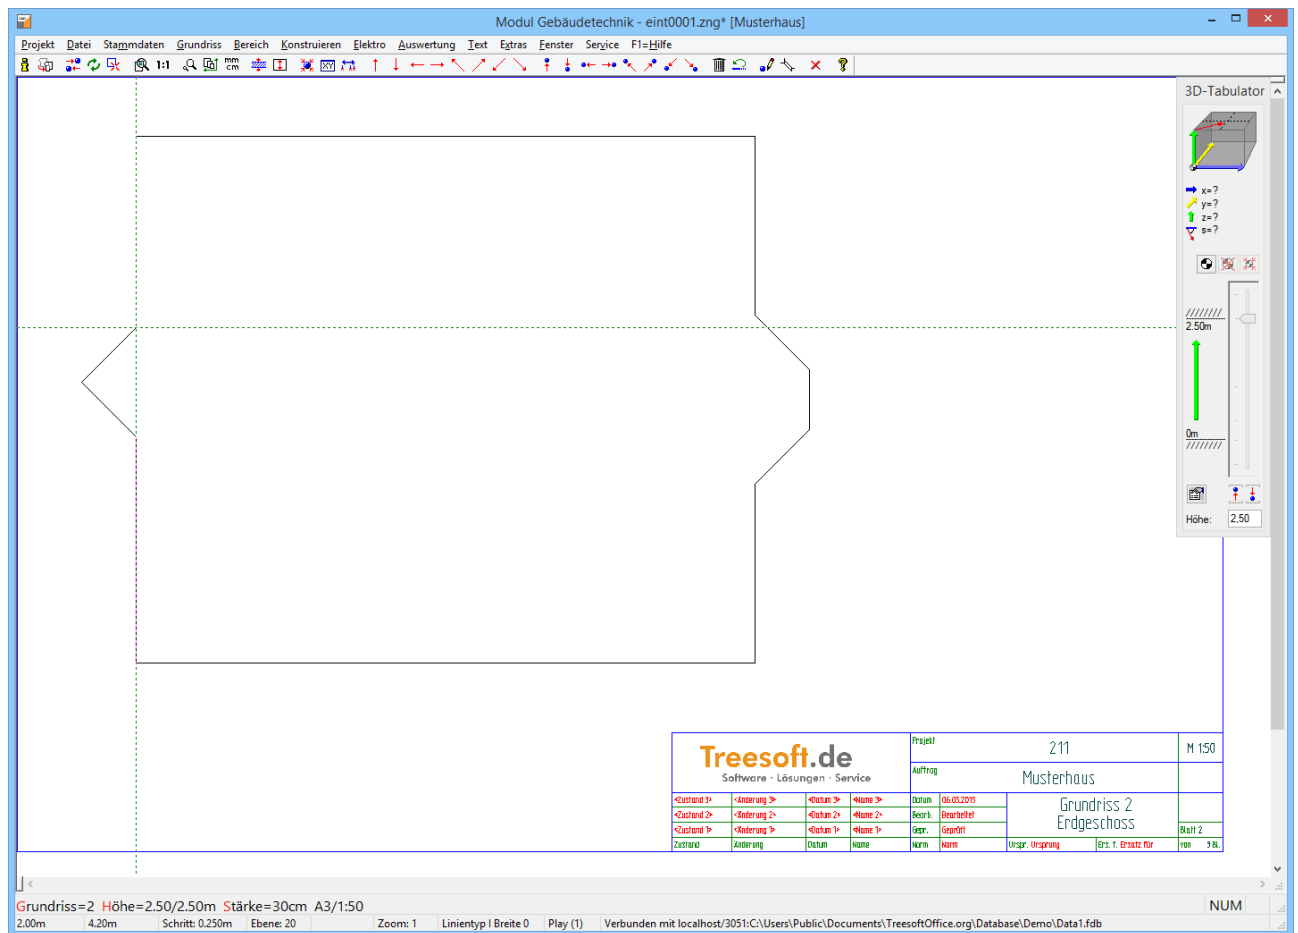 Modul Gebäudetechnik - eint0001.zng* [Musterhaus]
Projekt Datei Stammdaten Grundriss Bereich Konstruieren Elektro Auswertung Text Extras Fenster Service F1=Hilfe
1:1 mm cm XY
3D-Tabulator
x=?
y=?
z=?
s=?
2.50m
0m
Höhe: 2,50
Treesoft.de
Software - Lösungen - Service
Projekt 211 M 1:50
Auftrag Musterhaus
<Zustand 3> <Änderung 3> <Datum 3> <Name 3> Datum 06.05.2015 Grundriss 2
<Zustand 2> <Änderung 2> <Datum 2> <Name 2> Bearb. Bearbeitet Erdgeschoss
<Zustand 1> <Änderung 1> <Datum 1> <Name 1> Gepr. Geprüft Blatt 2
Zustand Änderung Datum Name Norm Norm Urspr. Ursprung Ers. f. Ersatz für von 9 Bl.
Grundriss=2 Höhe=2.50/2.50m Stärke=30cm A3/1:50 NUM
2.00m 4.20m Schritt: 0.250m Ebene: 20 Zoom: 1 Linientyp I Breite 0 Play (1) Verbunden mit localhost/3051:C:\Users\Public\Documents\TreesoftOffice.org\Database\Demo\Data1.fdb